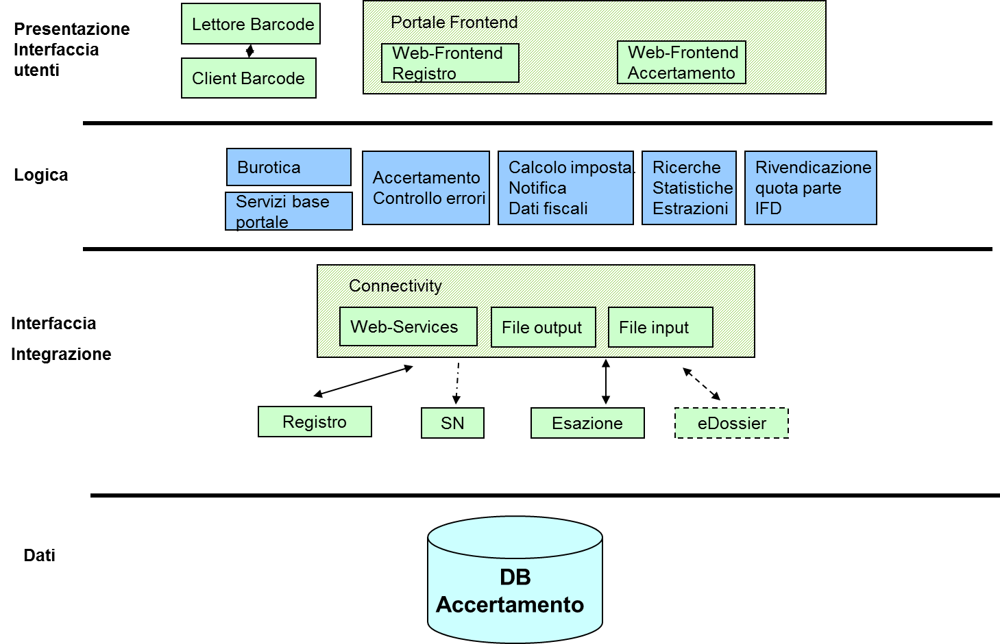 Presentazione
Interfaccia
utenti
Lettore Barcode
Client Barcode
Portale Frontend
Web-Frontend
Registro
Web-Frontend
Accertamento
Logica
Burotica
Servizi base
portale
Accertamento
Controllo errori
Calcolo imposta.
Notifica
Dati fiscali
Ricerche
Statistiche
Estrazioni
Rivendicazione
quota parte
IFD
Interfaccia
Integrazione
Connectivity
Web-Services
File output
File input
Registro
SN
Esazione
eDossier
Dati
DB
Accertamento